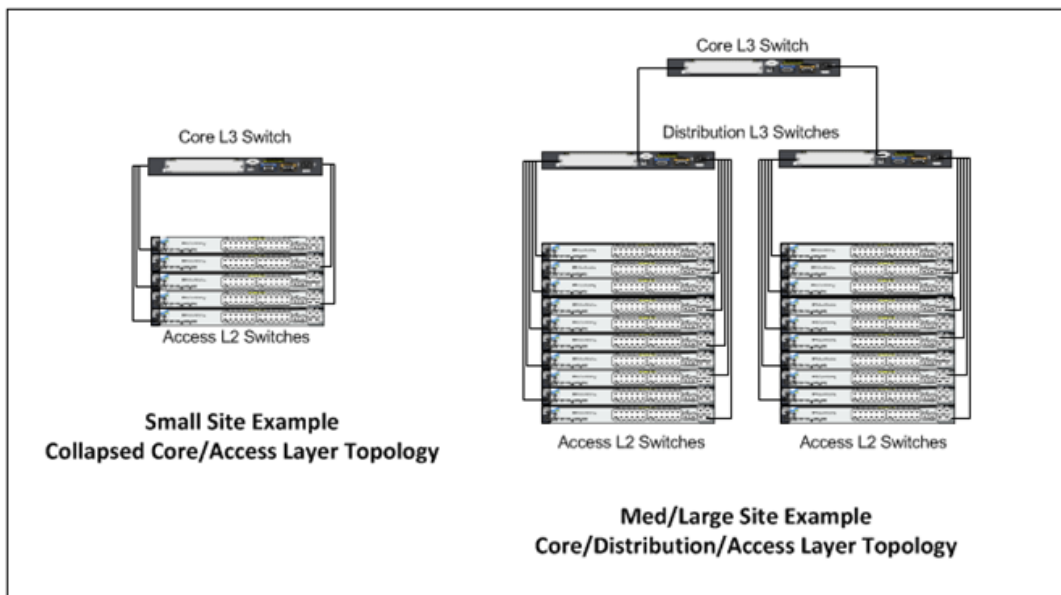 Core L3 Switch
Access L2 Switches
Small Site Example
Collapsed Core/Access Layer Topology
Core L3 Switch
Distribution L3 Switches
Access L2 Switches
Access L2 Switches
Med/Large Site Example
Core/Distribution/Access Layer Topology